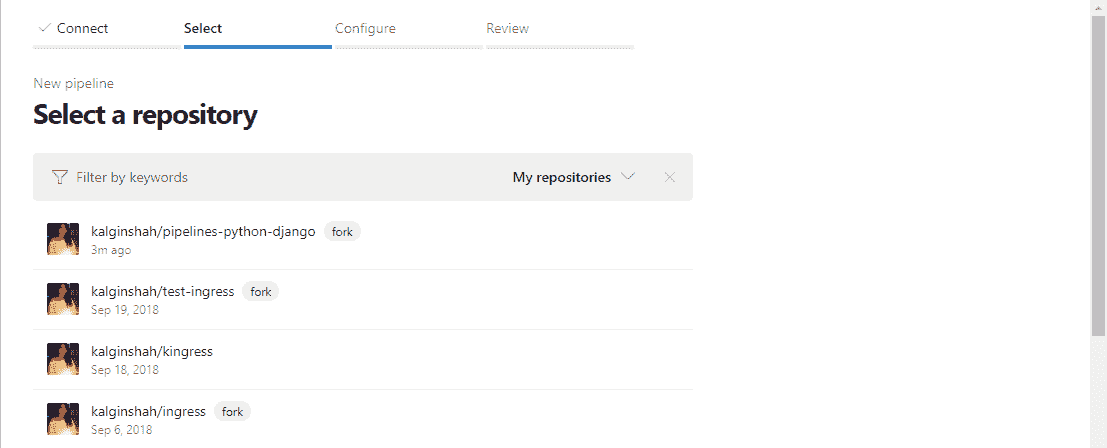 Connect Select Configure Review
New pipeline
Select a repository
Filter by keywords My repositories
kalginshah/pipelines-python-django fork
3m ago
kalginshah/test-ingress fork
Sep 19, 2018
kalginshah/kingress
Sep 18, 2018
kalginshah/ingress fork
Sep 6, 2018